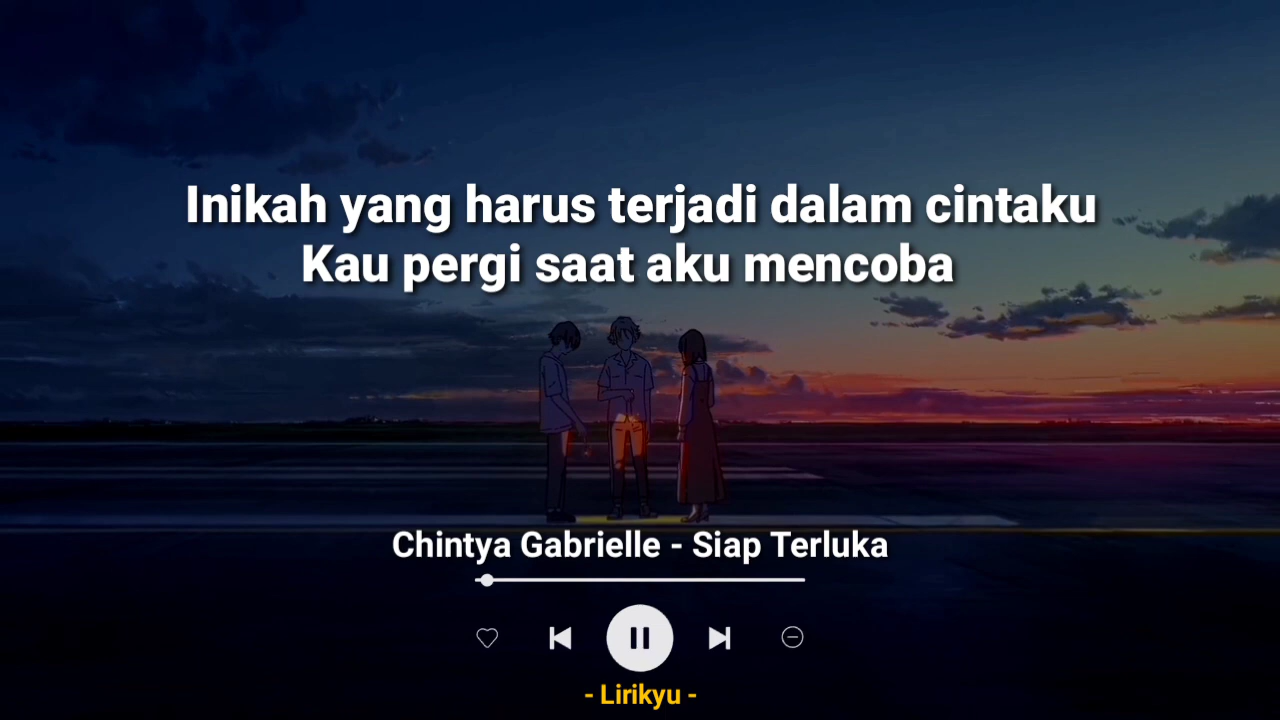 Inikah yang harus terjadi dalam cintaku
Kau pergi saat aku mencoba
Chintya Gabrielle - Siap Terluka
- Lirikyu -